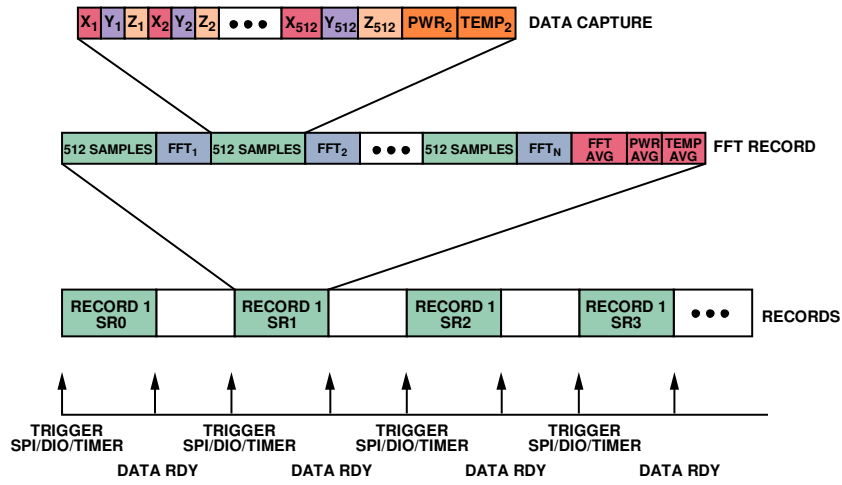 X₁ Y₁ Z₁ X₂ Y₂ Z₂ ••• X₅₁₂ Y₅₁₂ Z₅₁₂ PWR₂ TEMP₂ DATA CAPTURE
512 SAMPLES FFT₁ 512 SAMPLES FFT₂ ••• 512 SAMPLES FFT_N FFT AVG PWR AVG TEMP AVG FFT RECORD
RECORD 1 SR0
RECORD 1 SR1
RECORD 1 SR2
RECORD 1 SR3
••• RECORDS
TRIGGER SPI/DIO/TIMER
TRIGGER SPI/DIO/TIMER
TRIGGER SPI/DIO/TIMER
TRIGGER SPI/DIO/TIMER
DATA RDY DATA RDY DATA RDY DATA RDY